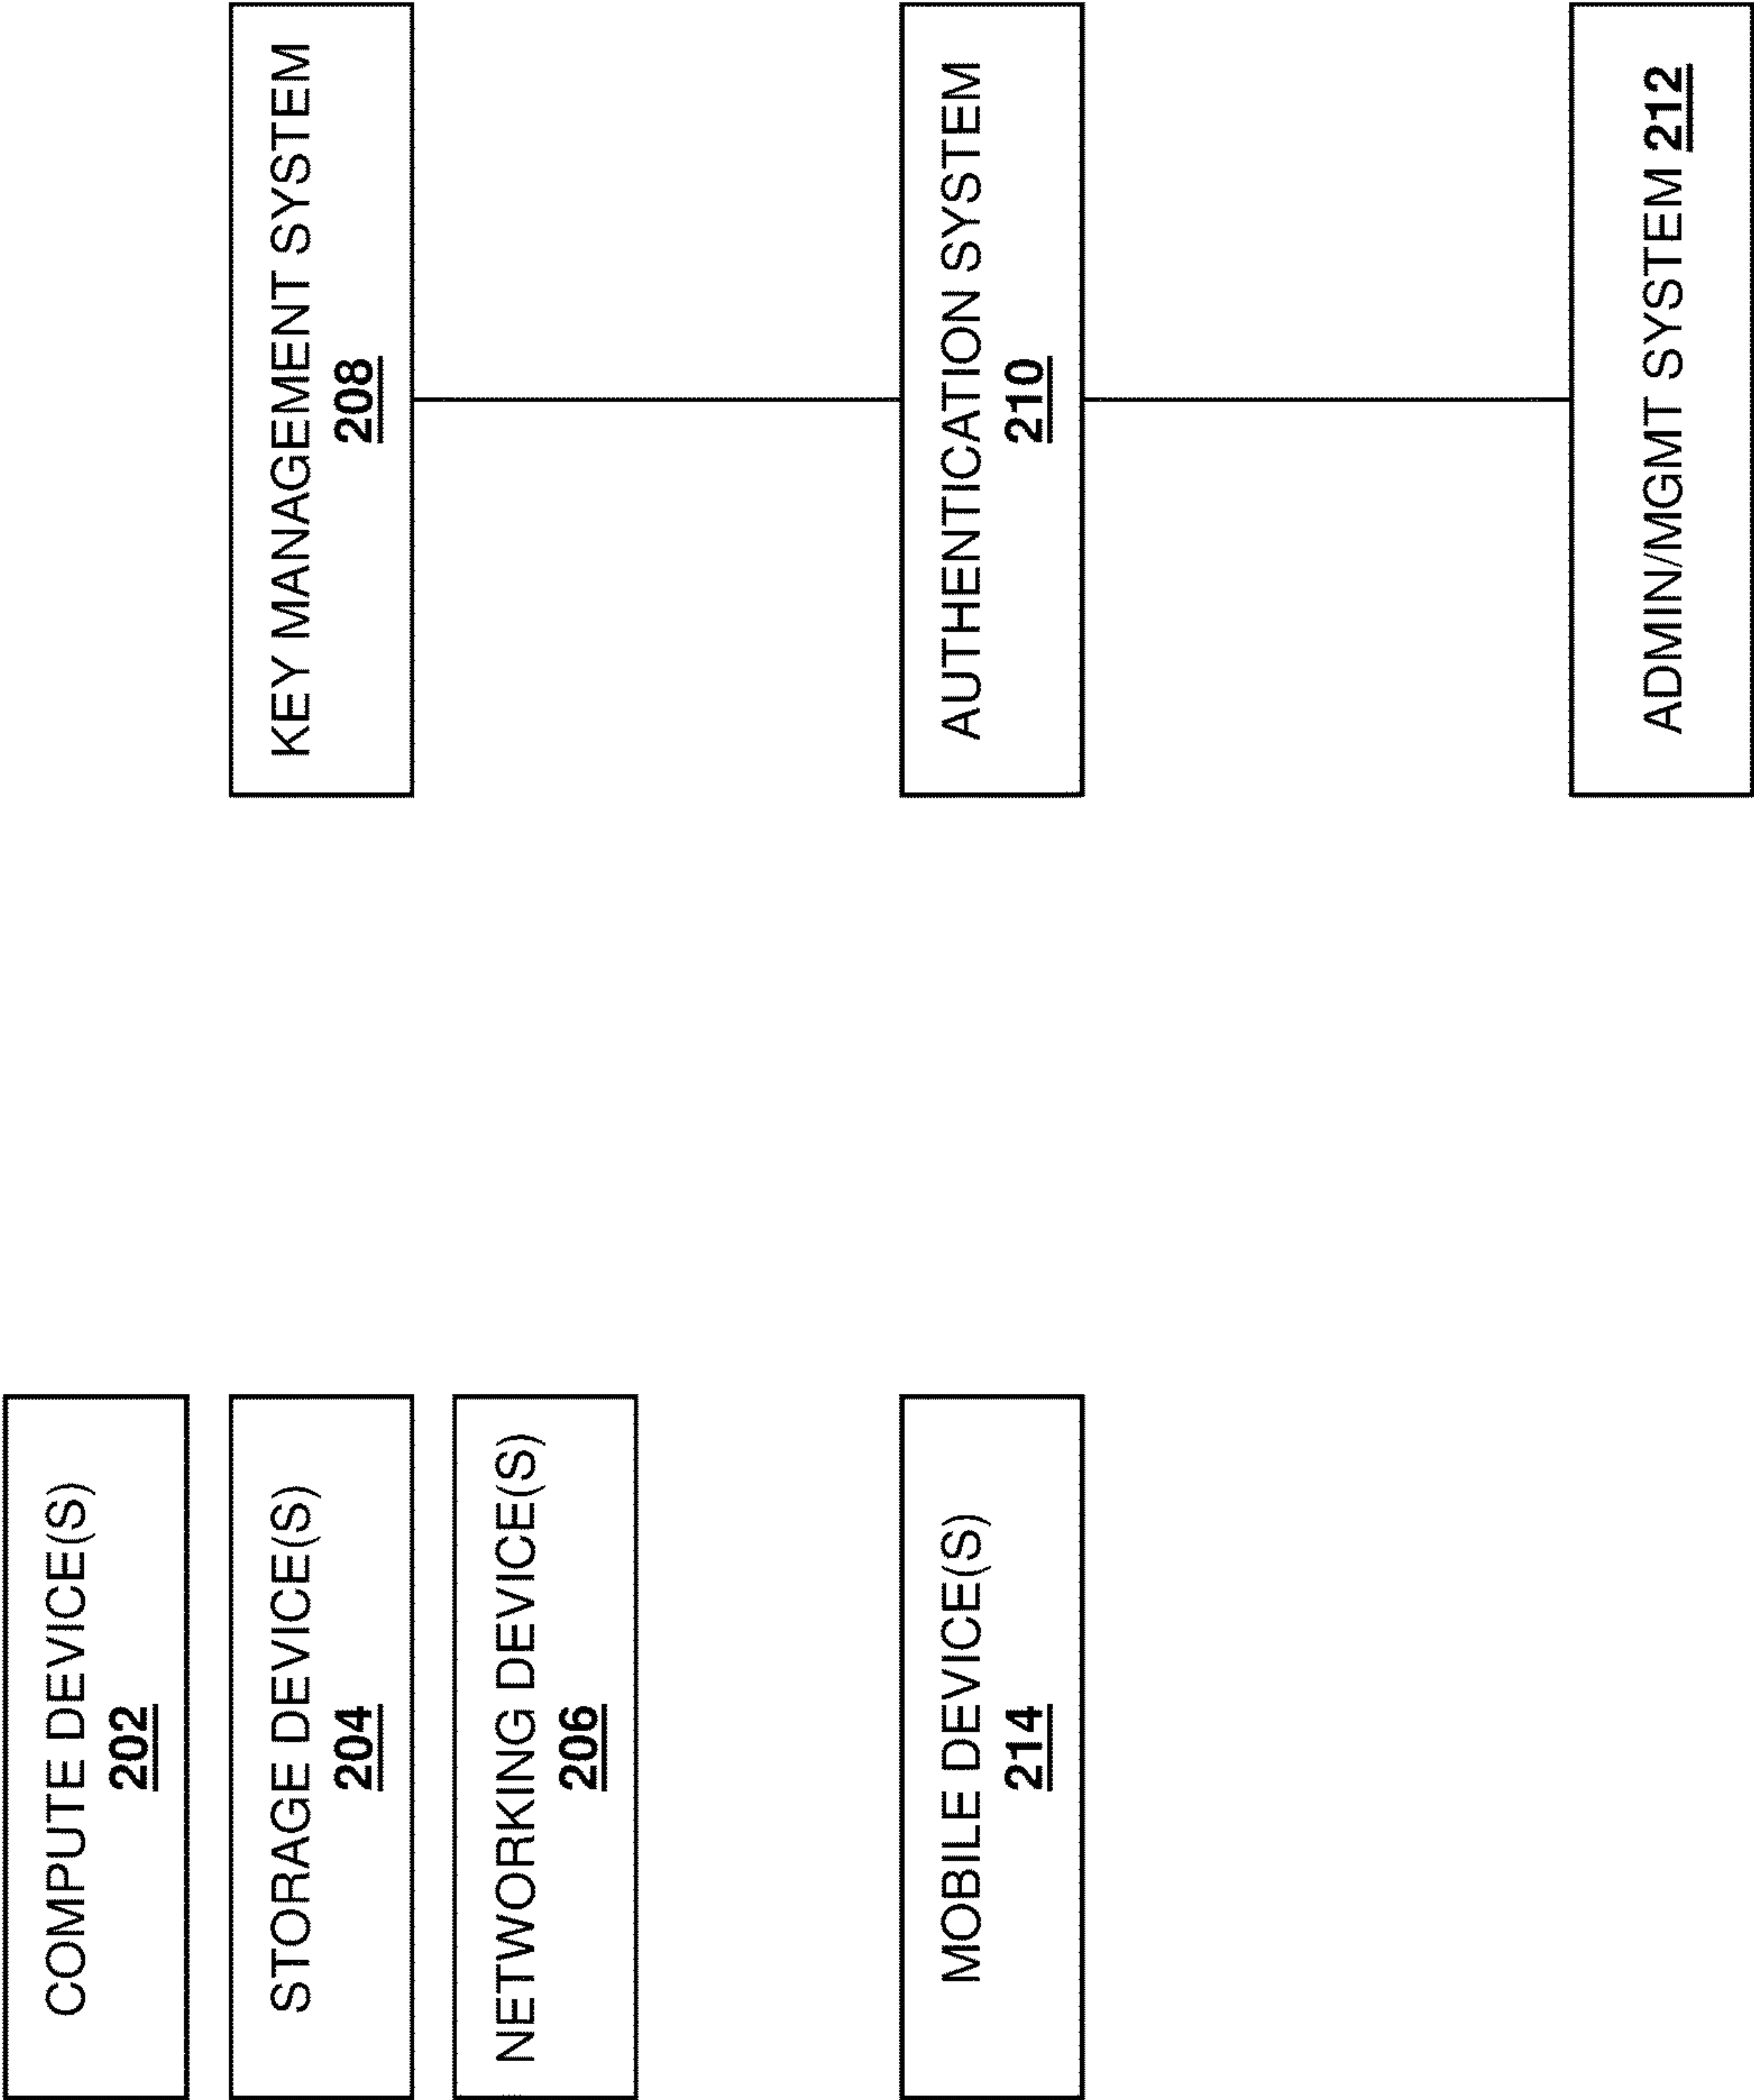 COMPUTE DEVICE(S)
202
STORAGE DEVICE(S)
204
NETWORKING DEVICE(S)
206
MOBILE DEVICE(S)
214
KEY MANAGEMENT SYSTEM
208
AUTHENTICATION SYSTEM
210
ADMIN/MGMT SYSTEM 212